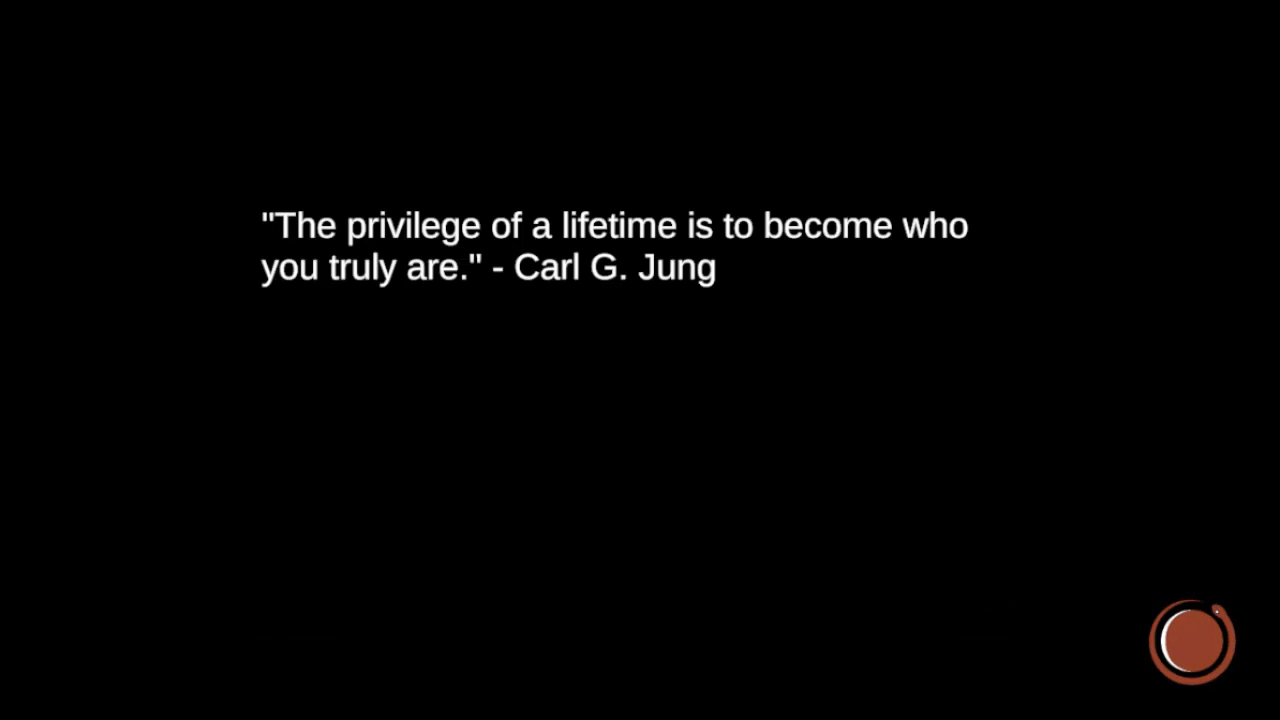 "The privilege of a lifetime is to become who
you truly are." - Carl G. Jung